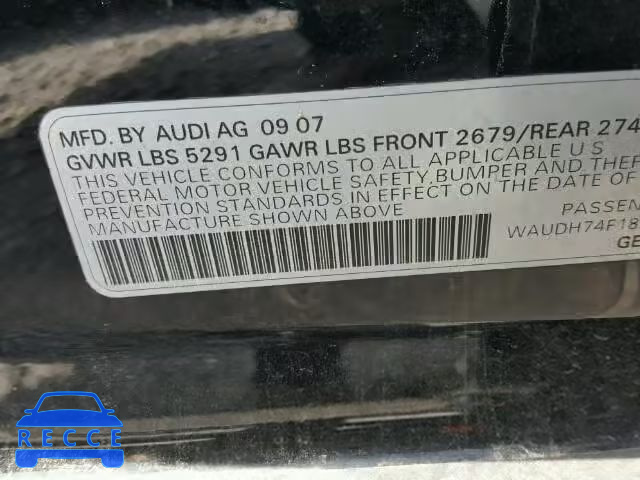 MFD. BY AUDI AG 09 07
GVWR LBS 5291 GAWR LBS FRONT 2679/REAR 274
THIS VEHICLE CONFORMS TO ALL APPLICABLE U S
FEDERAL MOTOR VEHICLE SAFETY, BUMPER AND THEF
PREVENTION STANDARDS IN EFFECT ON THE DATE OF
MANUFACTURE SHOWN ABOVE
PASSEN
WAUDH74F18
GE
RECCE